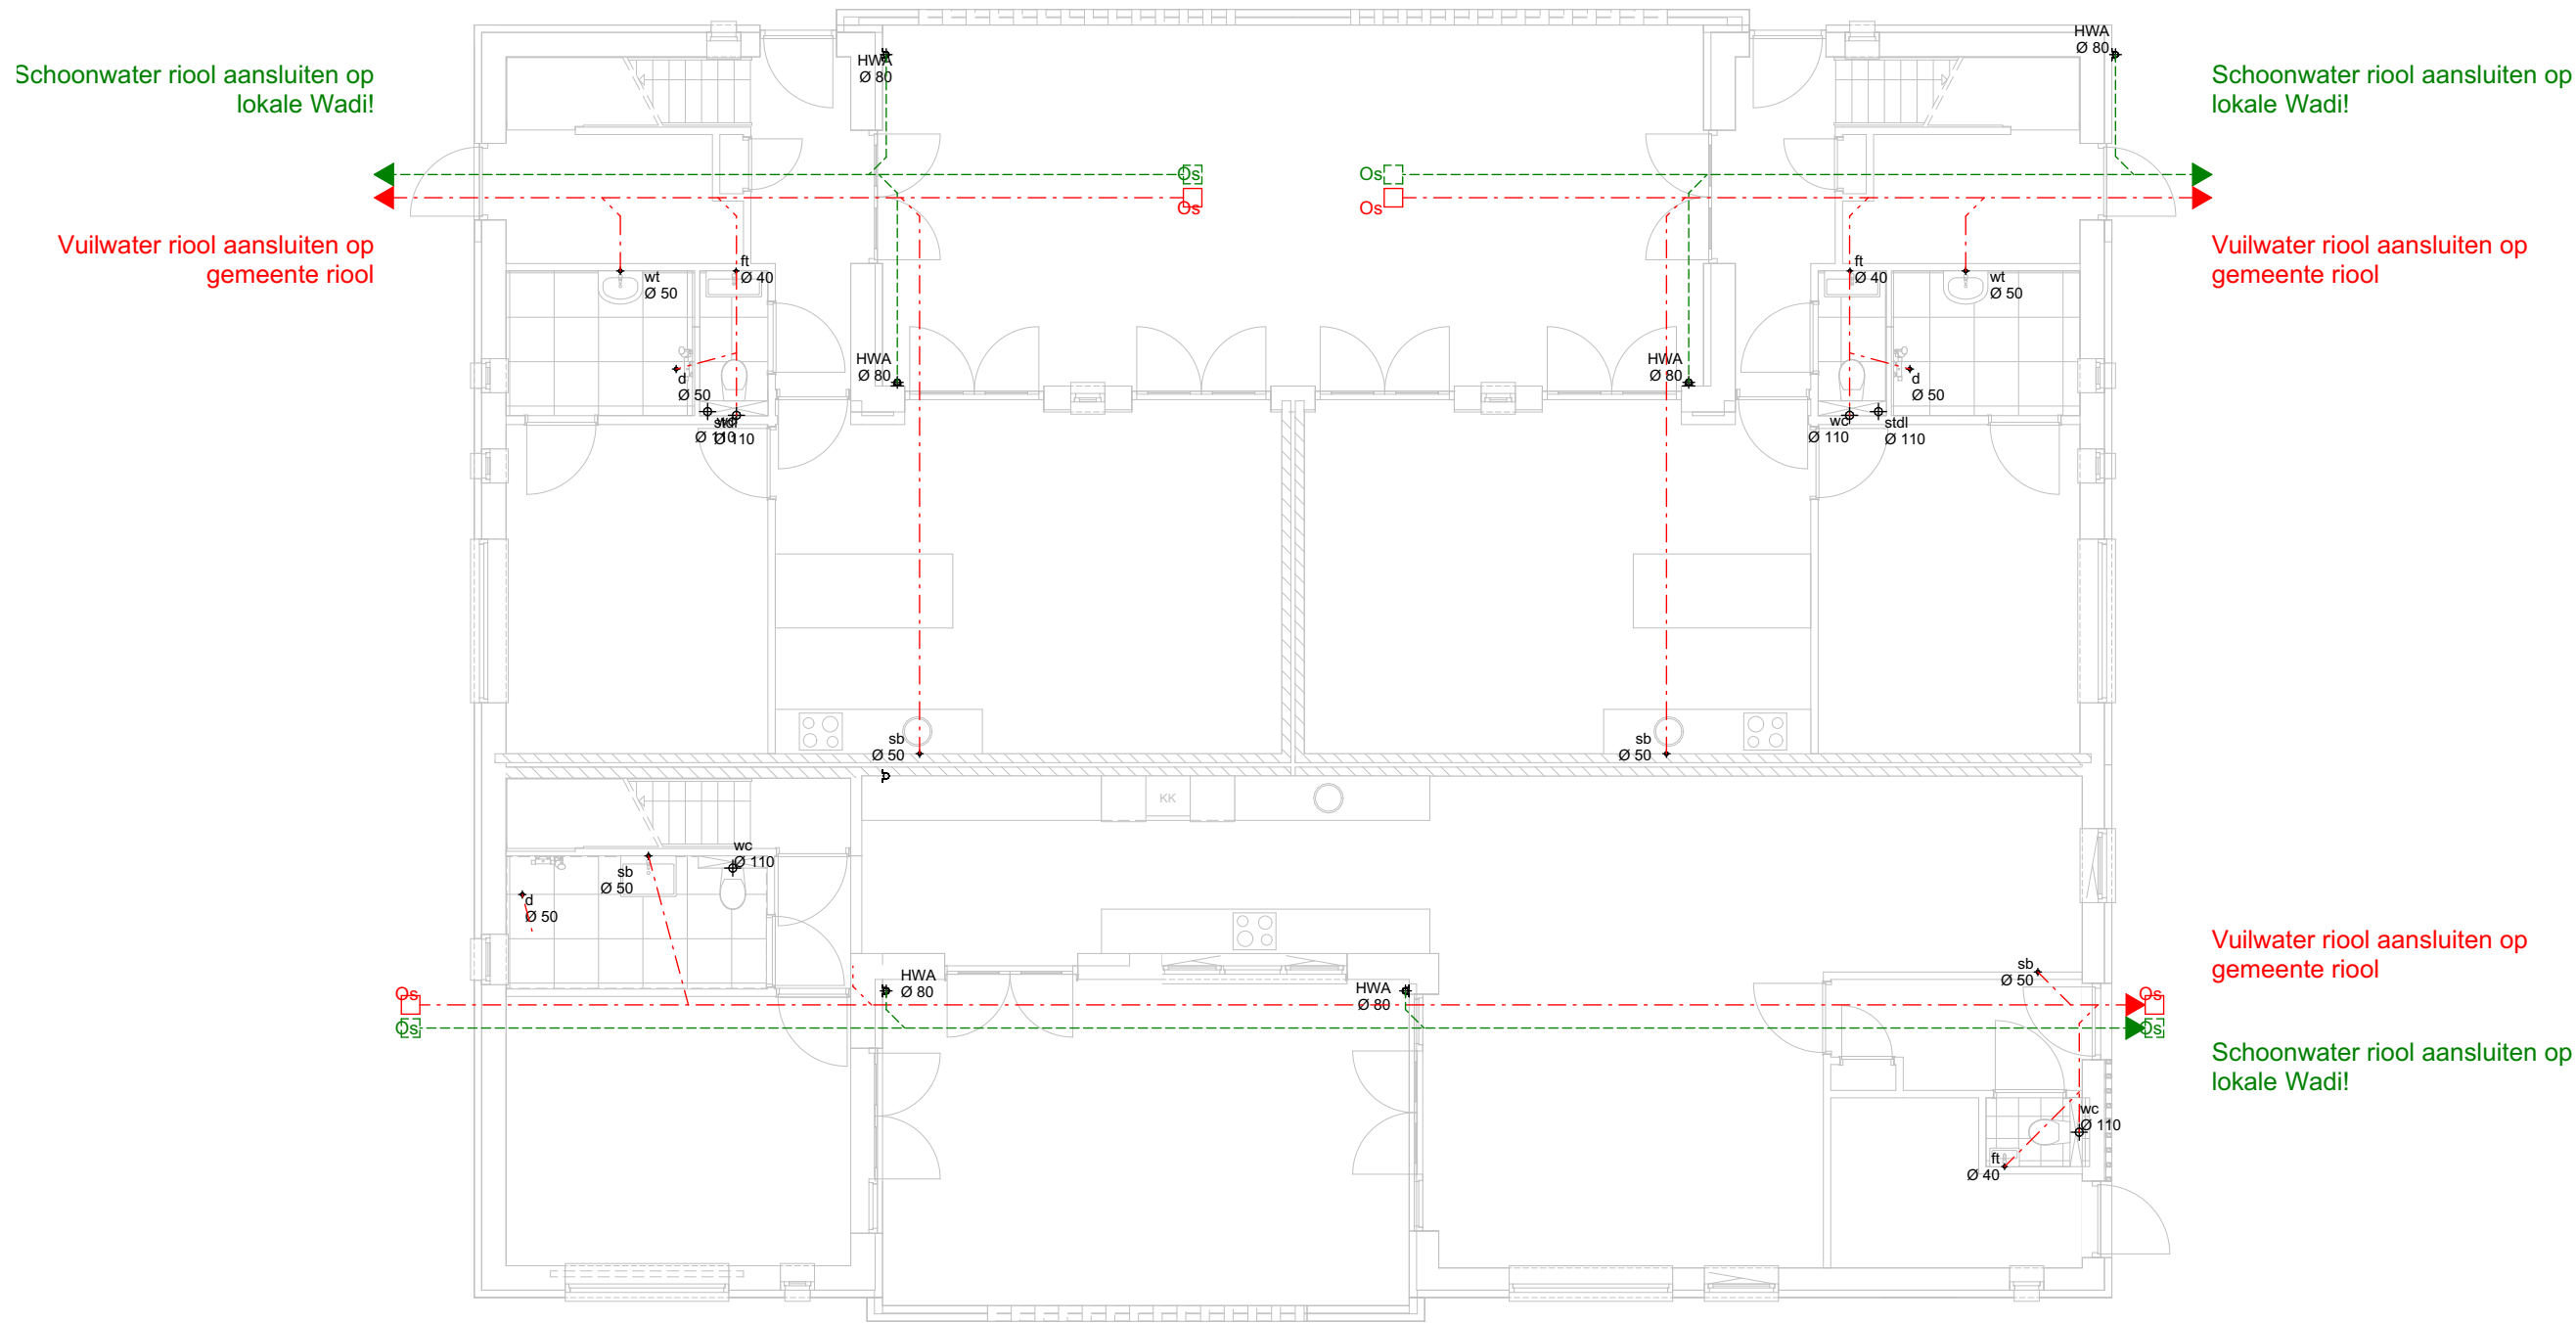 HWA
Ø 80
HWA
Ø 80
Schoonwater riool aansluiten op
lokale Wadi!
Schoonwater riool aansluiten op
lokale Wadi!
Os
Os
Os
Os
Vuilwater riool aansluiten op
gemeente riool
Vuilwater riool aansluiten op
gemeente riool
wt
Ø 50
ft
Ø 40
ft
Ø 40
wt
Ø 50
d
Ø 50
HWA
Ø 80
HWA
Ø 80
d
Ø 50
stdl
Ø 110
wc
Ø 110
wc
Ø 110
stdl
Ø 110
sb
Ø 50
sb
Ø 50
KK
sb
Ø 50
wc
Ø 110
d
Ø 50
Vuilwater riool aansluiten op
gemeente riool
sb
Ø 50
HWA
Ø 80
HWA
Ø 80
Os
Os
Os
Os
Schoonwater riool aansluiten op
lokale Wadi!
wc
Ø 110
ft
Ø 40